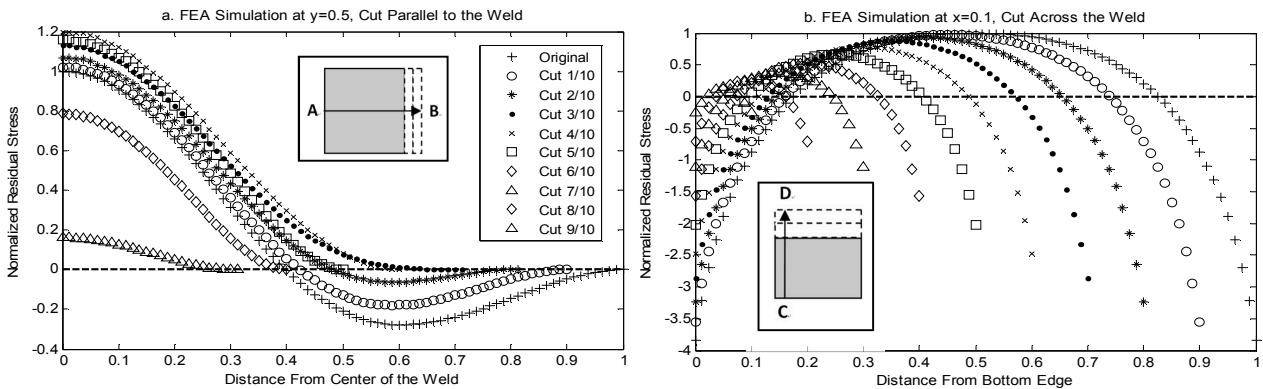 a. FEA Simulation at y=0.5, Cut Parallel to the Weld
Normalized Residual Stress
1.2
1
0.8
0.6
0.4
0.2
0
-0.2
-0.4
0
0.1
0.2
0.3
0.4
0.5
0.6
0.7
0.8
0.9
1
Distance From Center of the Weld
A
B
Original
Cut 1/10
Cut 2/10
Cut 3/10
Cut 4/10
Cut 5/10
Cut 6/10
Cut 7/10
Cut 8/10
Cut 9/10
b. FEA Simulation at x=0.1, Cut Across the Weld
Normalized Residual Stress
1
0.5
0
-0.5
-1
-1.5
-2
-2.5
-3
-3.5
-4
0
0.1
0.2
0.3
0.4
0.5
0.6
0.7
0.8
0.9
1
Distance From Bottom Edge
D
C